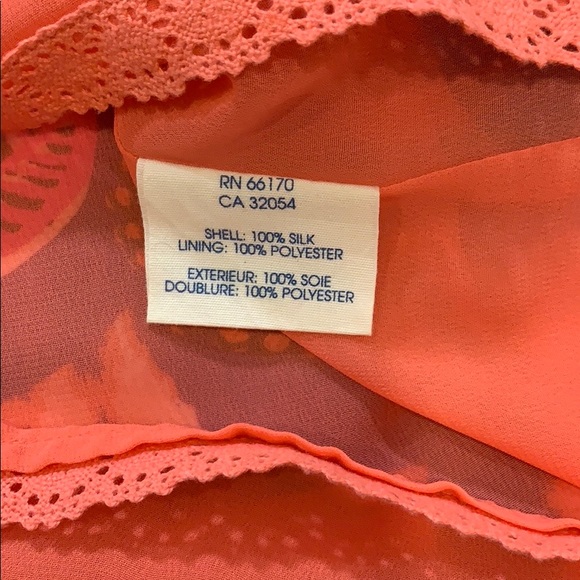 RN 66170
CA 32054
SHELL: 100% SILK
LINING: 100% POLYESTER
EXTERIEUR: 100% SOIE
DOUBLURE: 100% POLYESTER